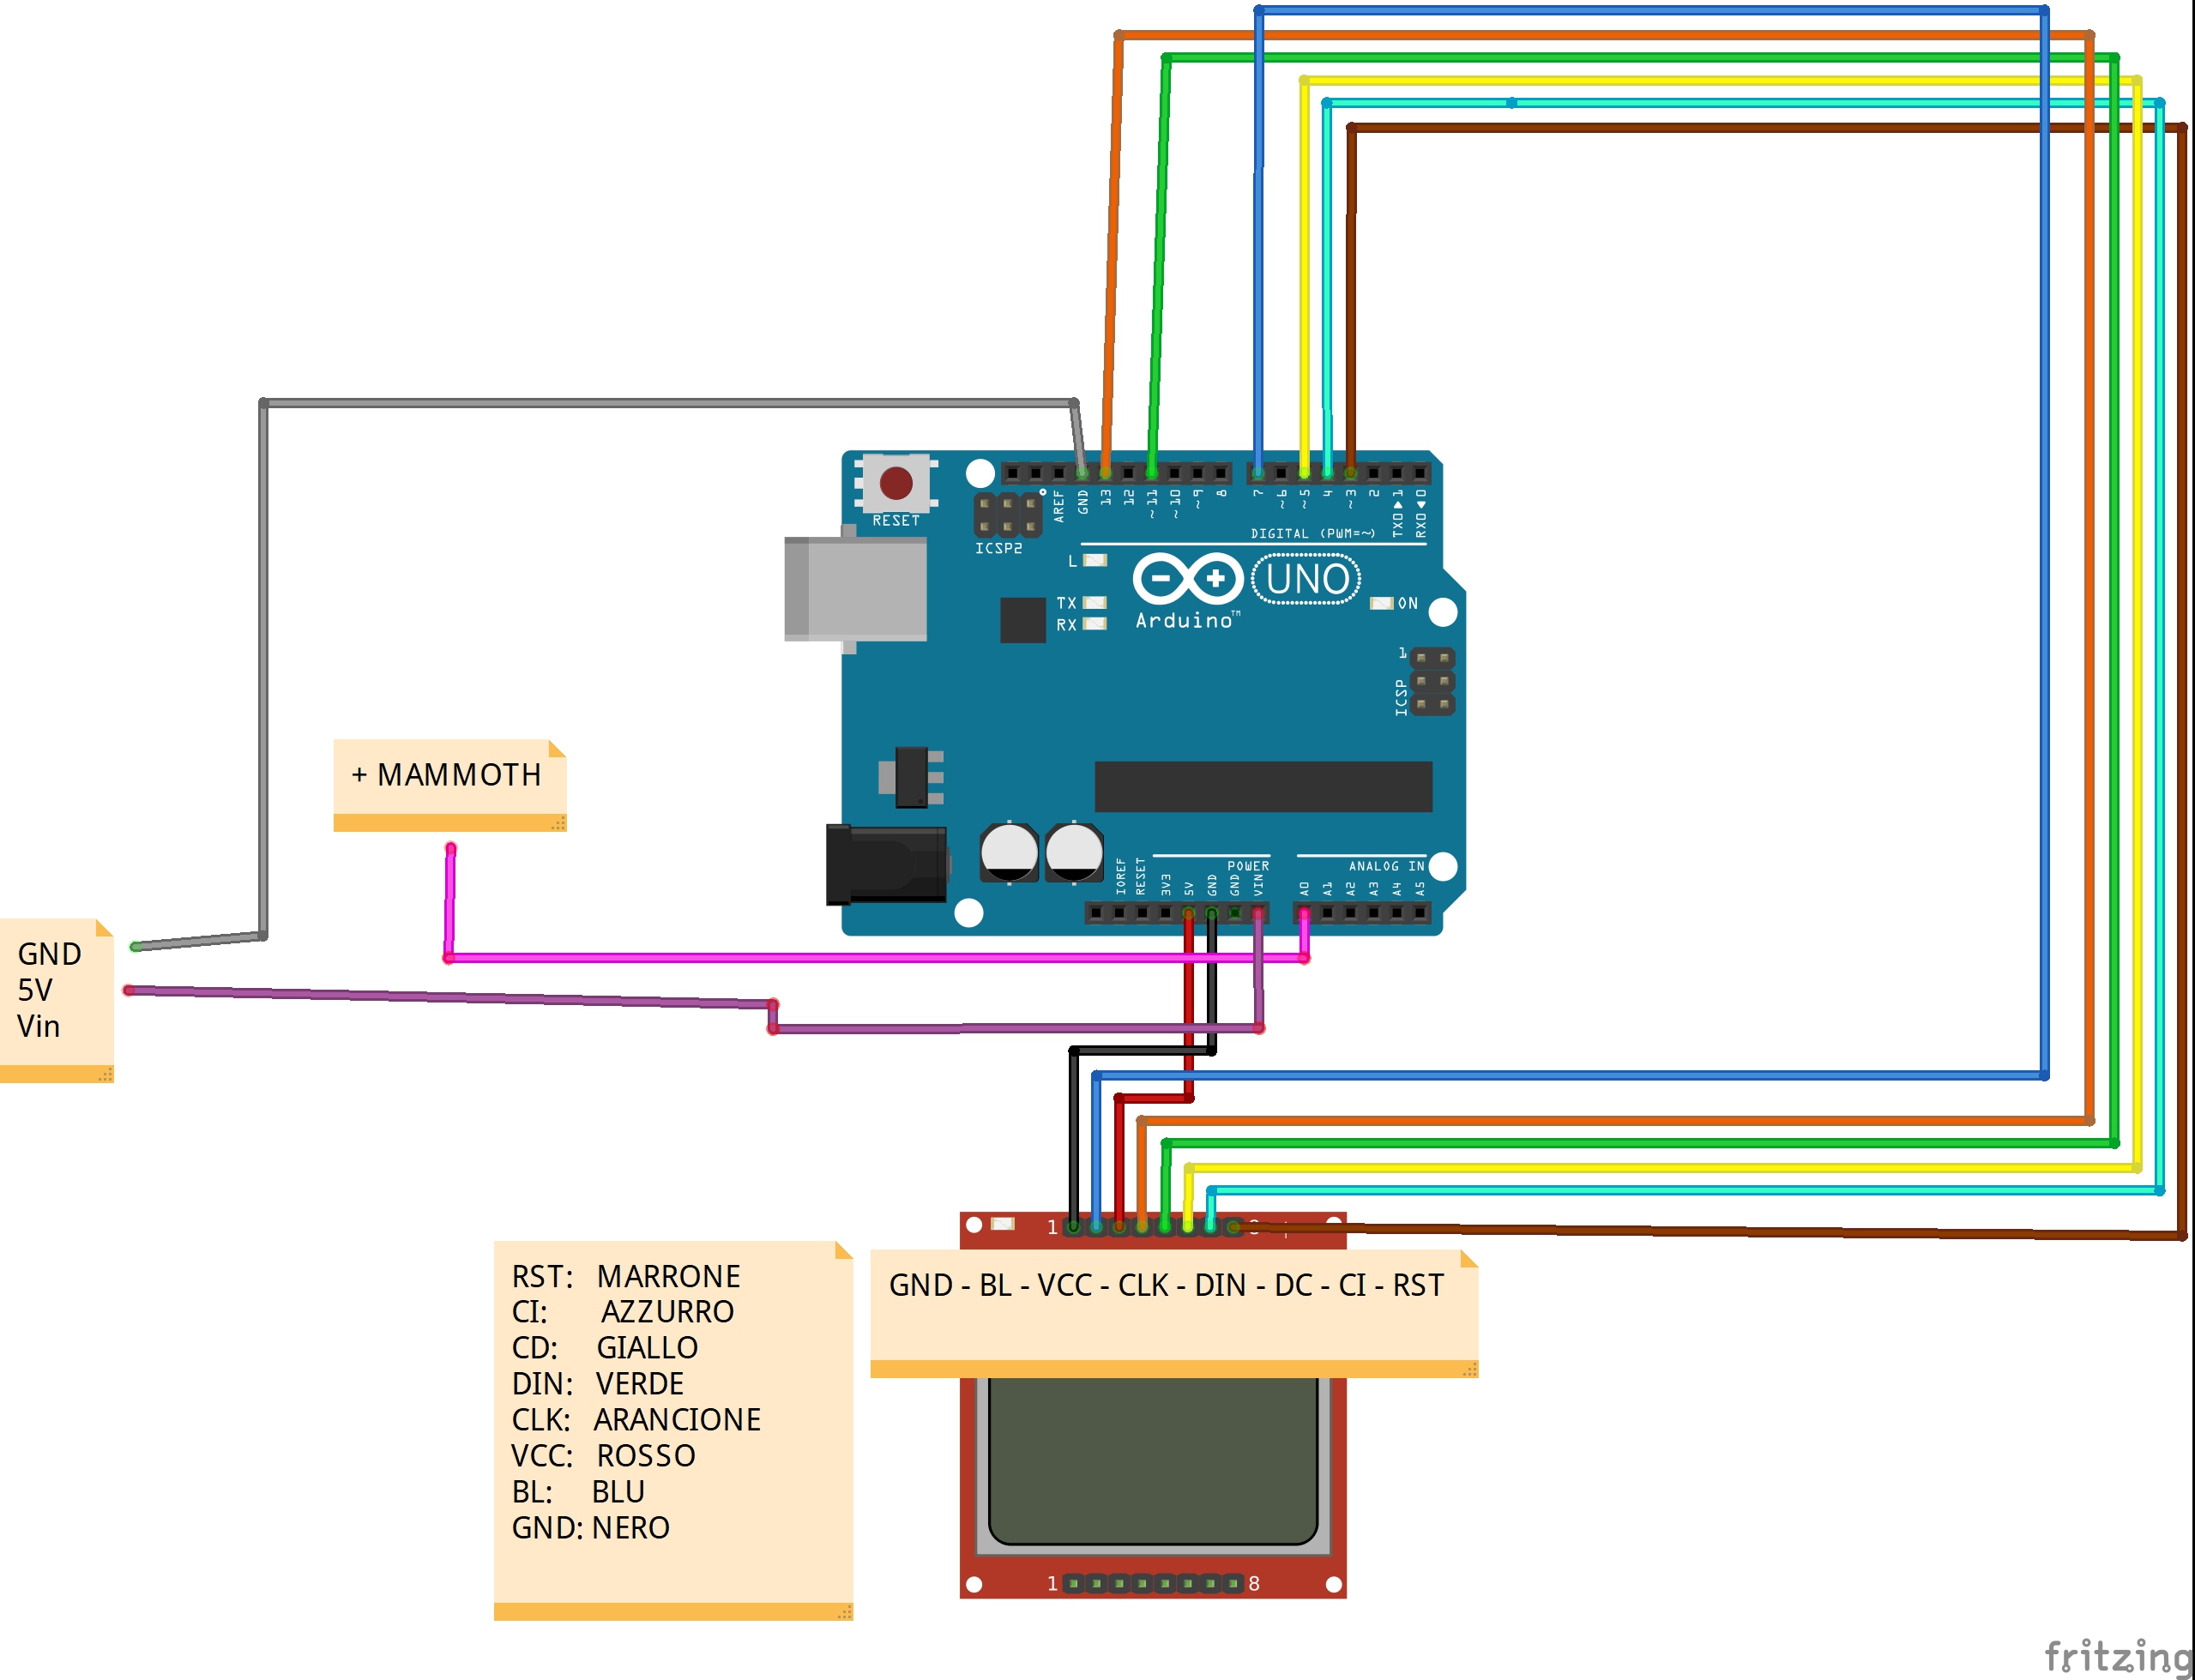 RESET
ICSP2
AREF
GND
13
12
~11
~10
~9
8
7
~6
~5
4
~3
2
TX0▶1
RX0◀0
DIGITAL (PWM=~)
L
TX
RX
UNO
Arduino™
ON
1
ICSP
+ MAMMOTH
IOREF
RESET
3V3
5V
GND
GND
VIN
POWER
ANALOG IN
A0
A1
A2
A3
A4
A5
GND
5V
Vin
1
GND - BL - VCC - CLK - DIN - DC - CI - RST
RST: MARRONE
CI: AZZURRO
CD: GIALLO
DIN: VERDE
CLK: ARANCIONE
VCC: ROSSO
BL: BLU
GND: NERO
1
8
fritzing